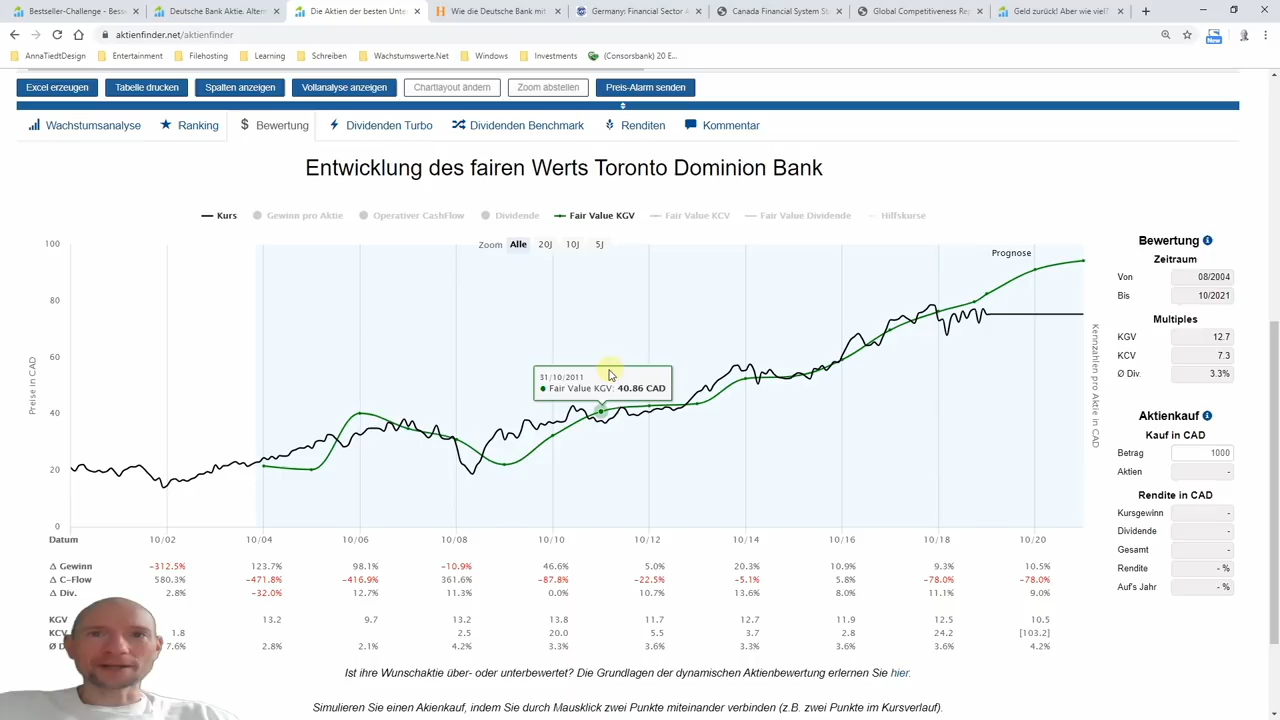 Bestseller-Challenge - Bess
Deutsche Bank Aktie. Altern
Die Aktien der besten Unte
Wie die Deutsche Bank mit
Germany: Financial Sector A
Canada Financial System St
Global Competitiveness Rep
Geld zurück! Aber wie viel?
aktienfinder.net/aktienfinder
AnnaTiedtDesign
Entertainment
Filehosting
Learning
Schreiben
Wachstumswerte.Net
Windows
Investments
(Consorsbank) 20 E...
New
Excel erzeugen
Tabelle drucken
Spalten anzeigen
Vollanalyse anzeigen
Chartlayout ändern
Zoom abstellen
Preis-Alarm senden
Wachstumsanalyse
Ranking
Bewertung
Dividenden Turbo
Dividenden Benchmark
Renditen
Kommentar
Entwicklung des fairen Werts Toronto Dominion Bank
Kurs
Gewinn pro Aktie
Operativer CashFlow
Dividende
Fair Value KGV
Fair Value KCV
Fair Value Dividende
Hilfskurse
Zoom Alle 20J 10J 5J
Prognose
100
80
60
40
20
0
Preise in CAD
Kennzahlen pro Aktie in CAD
31/10/2011
Fair Value KGV: 40.86 CAD
Datum 10/02 10/04 10/06 10/08 10/10 10/12 10/14 10/16 10/18 10/20
Δ Gewinn -312.5% 123.7% 98.1% -10.9% 46.6% 5.0% 20.3% 10.9% 9.3% 10.5%
Δ C-Flow 580.3% -471.8% -416.9% 361.6% -87.8% -22.5% -5.1% 5.8% -78.0% -78.0%
Δ Div. 2.8% -32.0% 12.7% 11.3% 0.0% 10.7% 13.6% 8.0% 11.1% 9.0%
KGV 13.2 9.7 13.2 13.8 11.7 12.7 11.9 12.5 10.5
KCV 1.8 2.5 20.0 5.5 3.7 2.8 24.2 [103.2]
Ø D 7.6% 2.8% 2.1% 4.2% 3.3% 3.6% 3.3% 3.6% 3.6% 4.2%
Ist ihre Wunschaktie über- oder unterbewertet? Die Grundlagen der dynamischen Aktienbewertung erlernen Sie hier.
Simulieren Sie einen Akienkauf, indem Sie durch Mausklick zwei Punkte miteinander verbinden (z.B. zwei Punkte im Kursverlauf).
Bewertung
Zeitraum
Von 08/2004
Bis 10/2021
Multiples
KGV 12.7
KCV 7.3
Ø Div. 3.3%
Aktienkauf
Kauf in CAD
Betrag 1000
Aktien -
Rendite in CAD
Kursgewinn -
Dividende -
Gesamt -
Rendite - %
Auf's Jahr - %